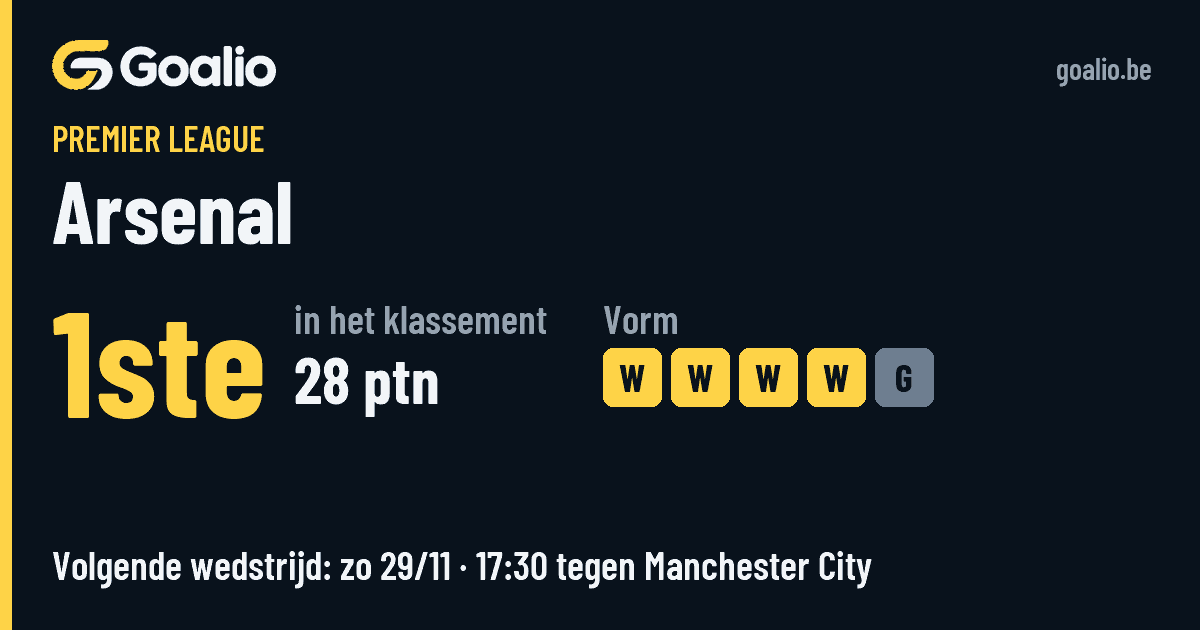 Goalio
goalio.be
PREMIER LEAGUE
Arsenal
1ste
in het klassement
28 ptn
Vorm
W W W W G
Volgende wedstrijd: zo 29/11 · 17:30 tegen Manchester City